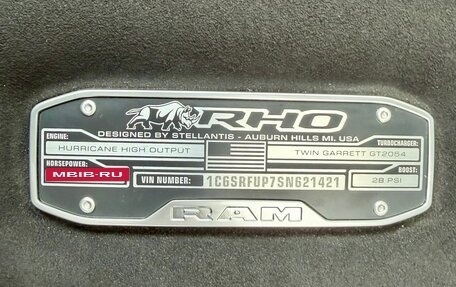 RHO
DESIGNED BY STELLANTIS - AUBURN HILLS MI. USA
ENGINE: TURBOCHARGER:
HURRICANE HIGH OUTPUT TWIN GARRETT GT2054
HORSEPOWER: BOOST:
MBIB-RU VIN NUMBER: 1C6SRFUP7SN621421 28 PSI
RAM